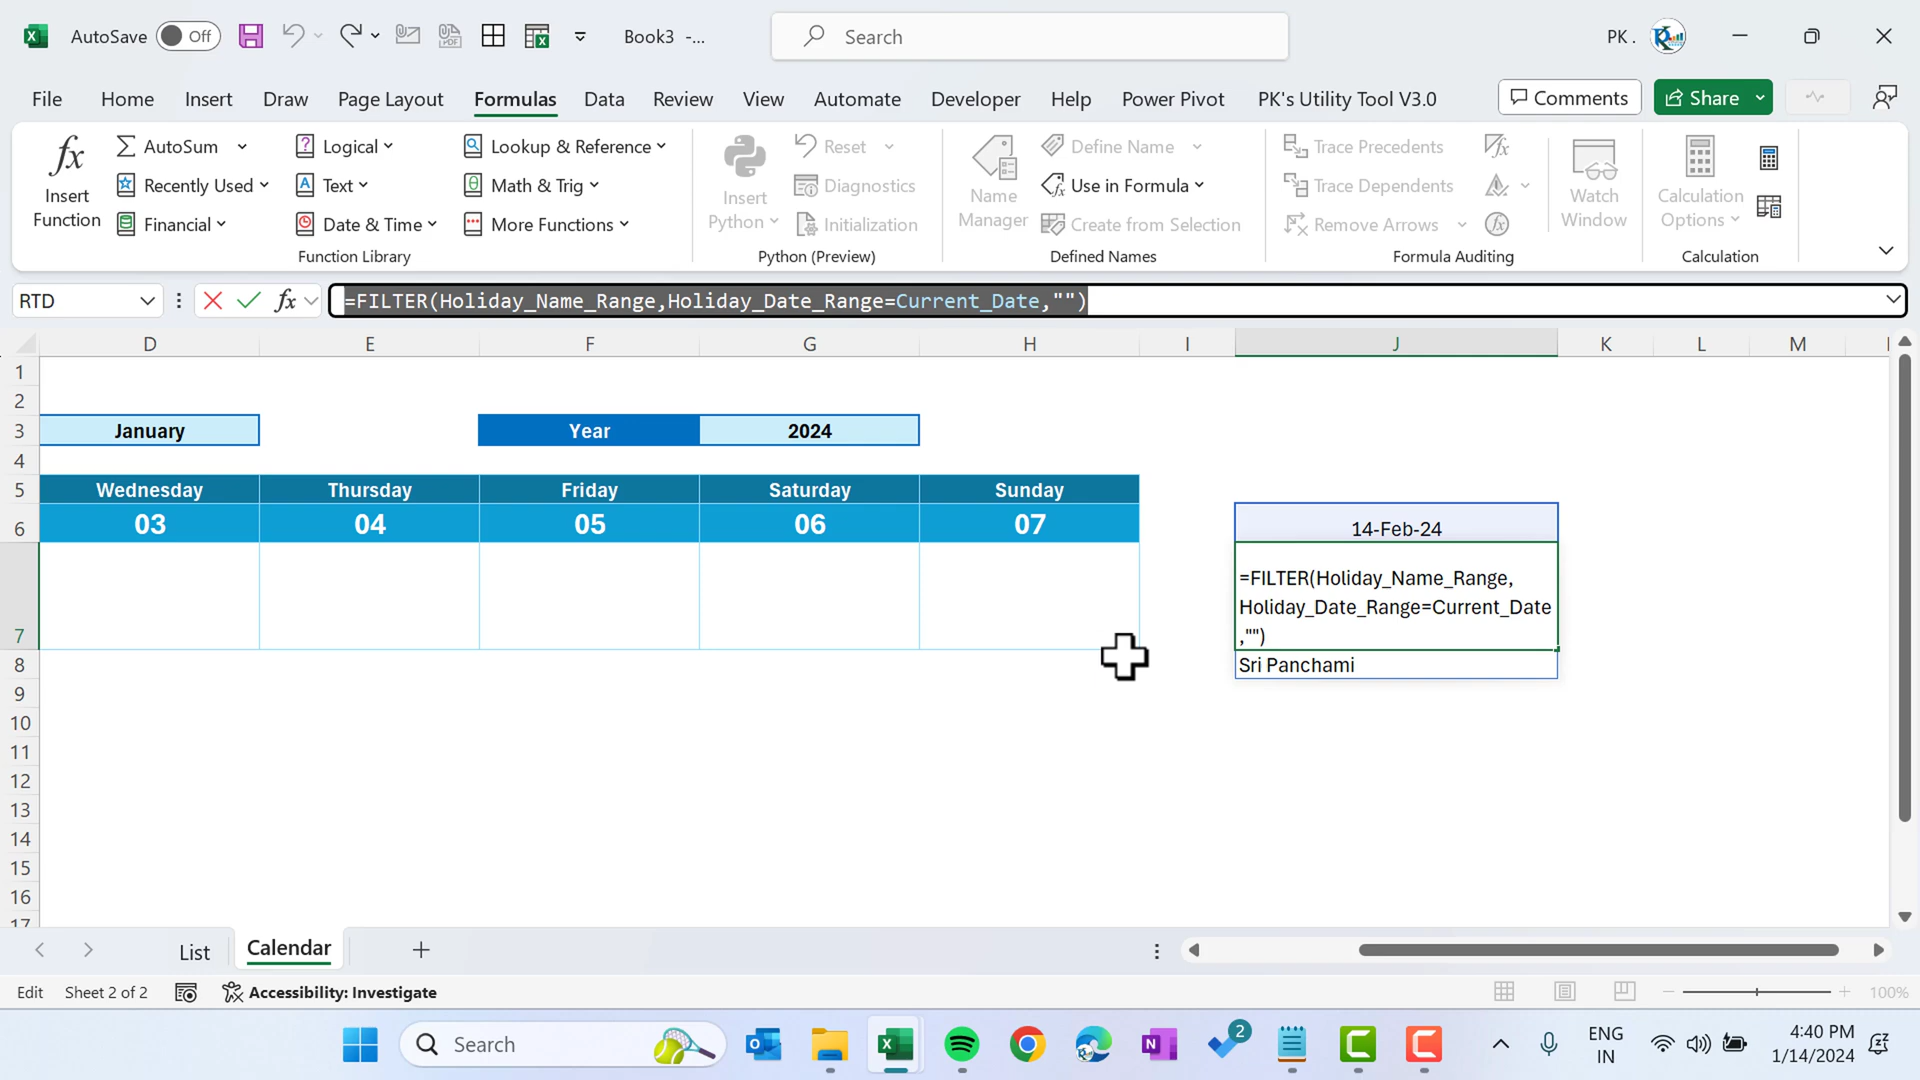 AutoSave Off Book3 -... Search PK .
File Home Insert Draw Page Layout Formulas Data Review View Automate Developer Help Power Pivot PK's Utility Tool V3.0 Comments Share
fx AutoSum Logical Lookup & Reference Reset Define Name Trace Precedents
Insert Function Recently Used Text Math & Trig Insert Python Diagnostics Name Manager Use in Formula Trace Dependents Watch Window Calculation Options
Financial Date & Time More Functions Initialization Create from Selection Remove Arrows
Function Library Python (Preview) Defined Names Formula Auditing Calculation
RTD fx =FILTER(Holiday_Name_Range,Holiday_Date_Range=Current_Date,"")
D E F G H I J K L M
1
2
3 January Year 2024
4
5 Wednesday Thursday Friday Saturday Sunday
6 03 04 05 06 07 14-Feb-24
=FILTER(Holiday_Name_Range,
Holiday_Date_Range=Current_Date
7 ,"")
8 Sri Panchami
9
10
11
12
13
14
15
16
17
List Calendar
Edit Sheet 2 of 2 Accessibility: Investigate 100%
Search 2 ENG IN 4:40 PM 1/14/2024